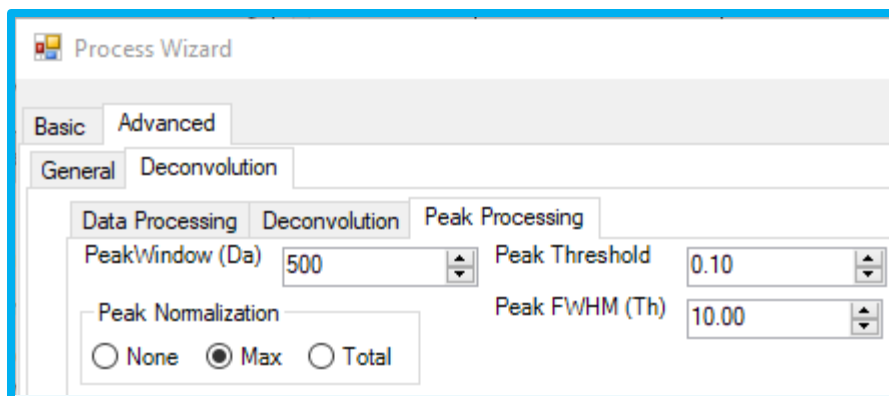 Process Wizard
Basic Advanced
General Deconvolution
Data Processing Deconvolution Peak Processing
PeakWindow (Da) 500 Peak Threshold 0.10
Peak Normalization Peak FWHM (Th) 10.00
None Max Total